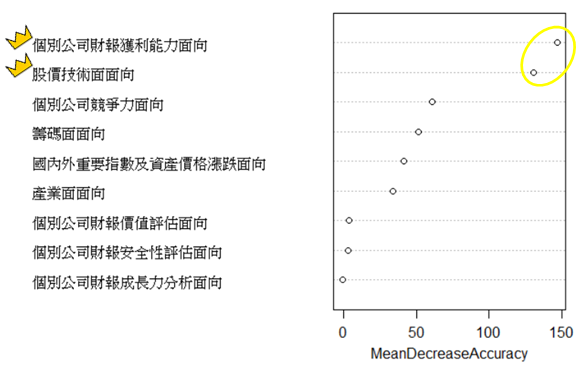 個別公司財報獲利能力面向
股價技術面面向
個別公司競爭力面向
籌碼面面向
國內外重要指數及資產價格漲跌面向
產業面面向
個別公司財報價值評估面向
個別公司財報安全性評估面向
個別公司財報成長力分析面向
0 50 100 150
MeanDecreaseAccuracy